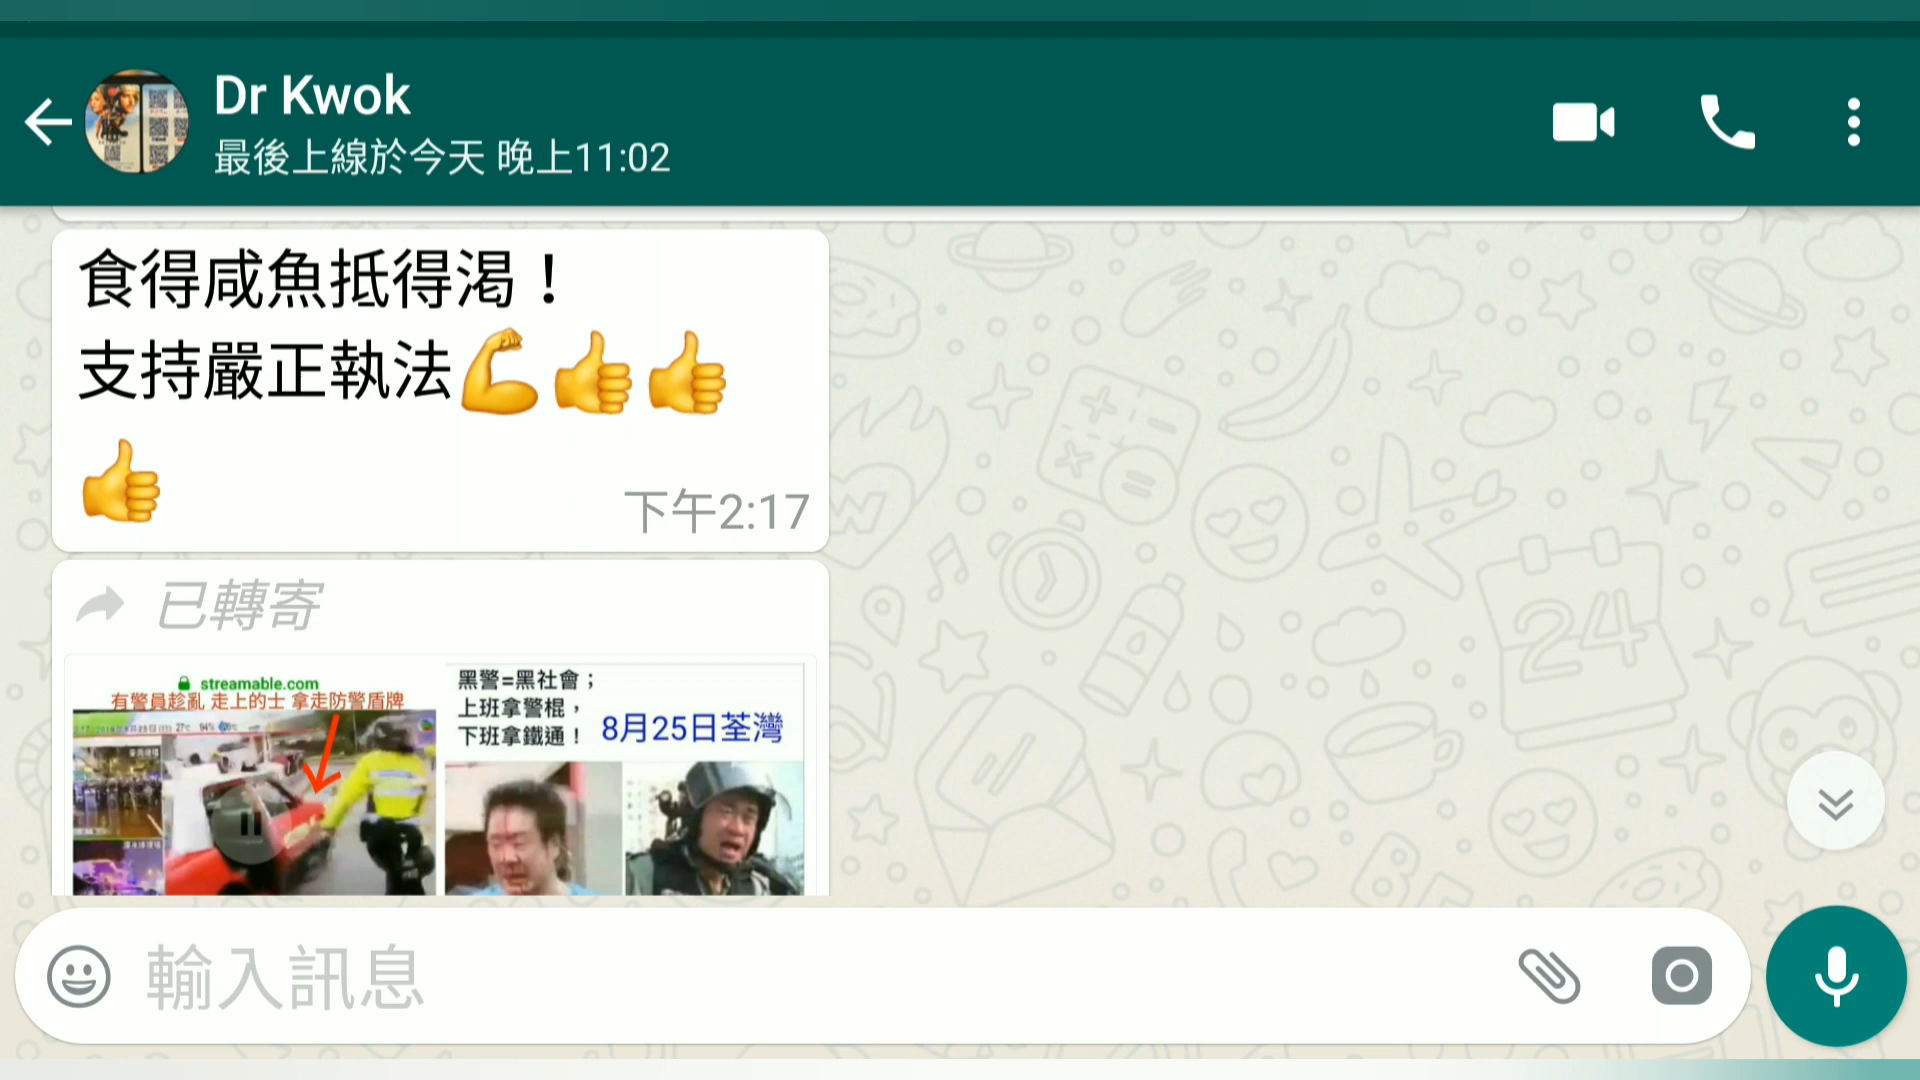 Dr Kwok
最後上線於今天 晚上11:02
食得咸魚抵得渴！
支持嚴正執法💪👍👍
👍
下午2:17
已轉寄
streamable.com
有警員趁亂 走上的士 拿走防警盾牌
黑警=黑社會；
上班拿警棍，
下班拿鐵通！
8月25日荃灣
輸入訊息